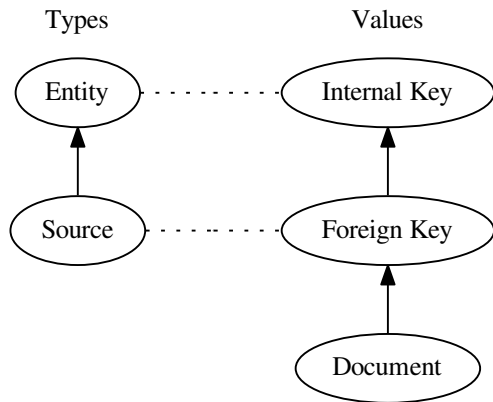 Types Values
Entity Internal Key
Source Foreign Key
Document